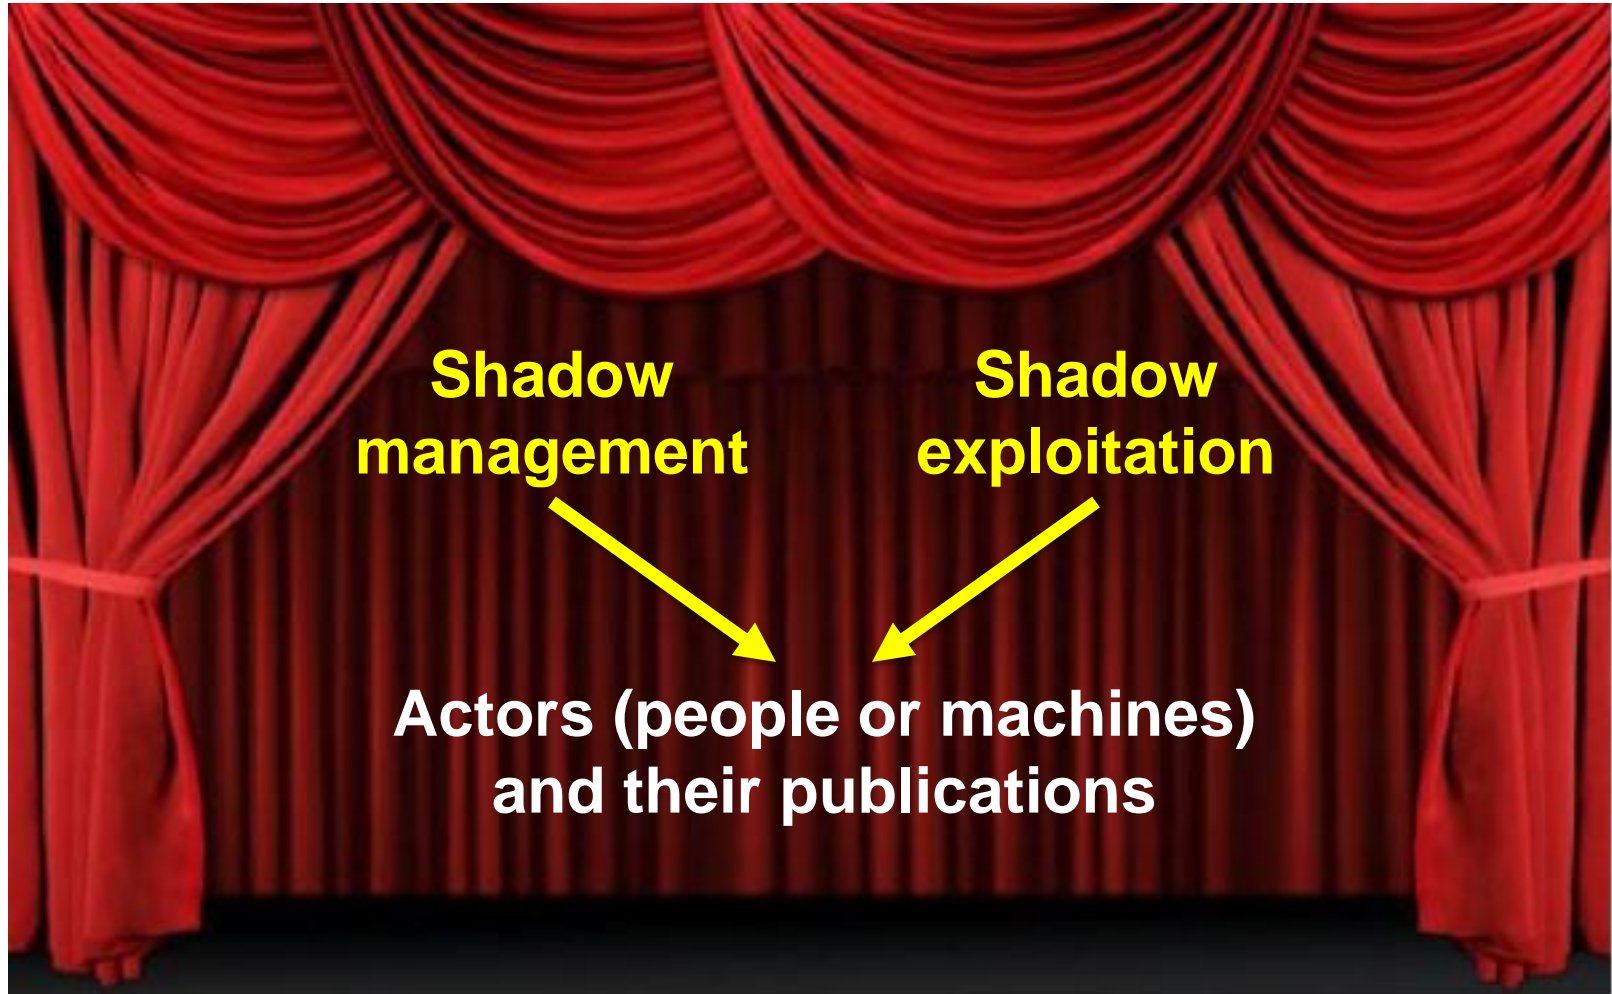 Shadow
management
Shadow
exploitation
Actors (people or machines)
and their publications